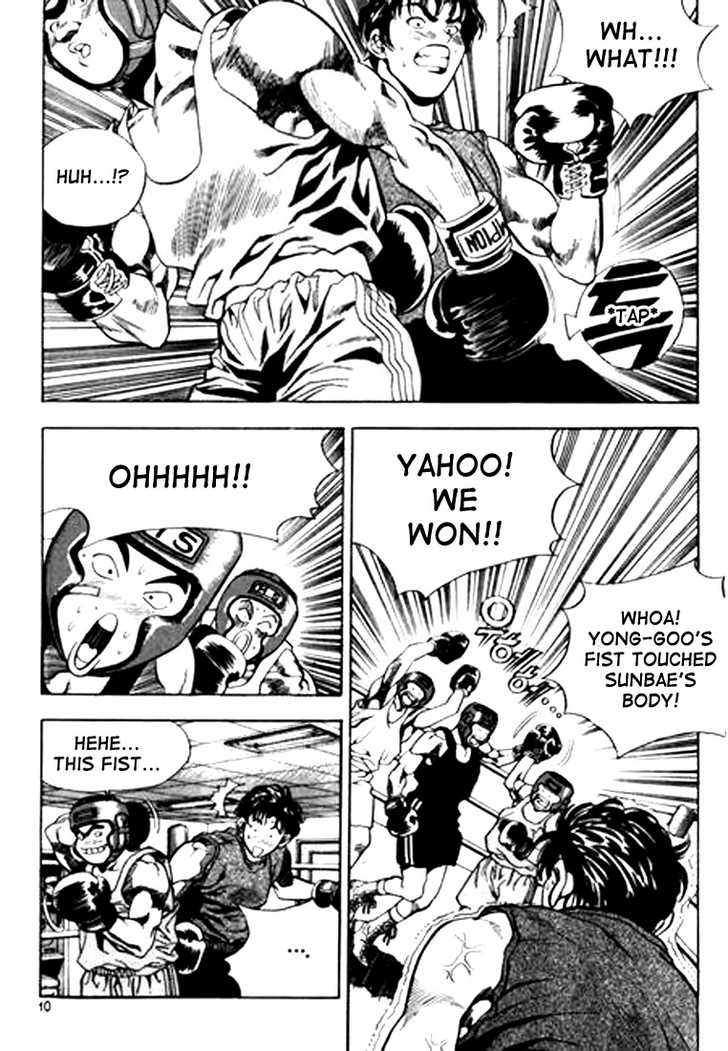 HUH...!?
WH...
WHAT!!!
*TAP*
OHHHHH!!
HEHE...
THIS FIST...
....
YAHOO!
WE
WON!!
WHOA!
YONG-GOO'S
FIST TOUCHED
SUNBAE'S
BODY!
10